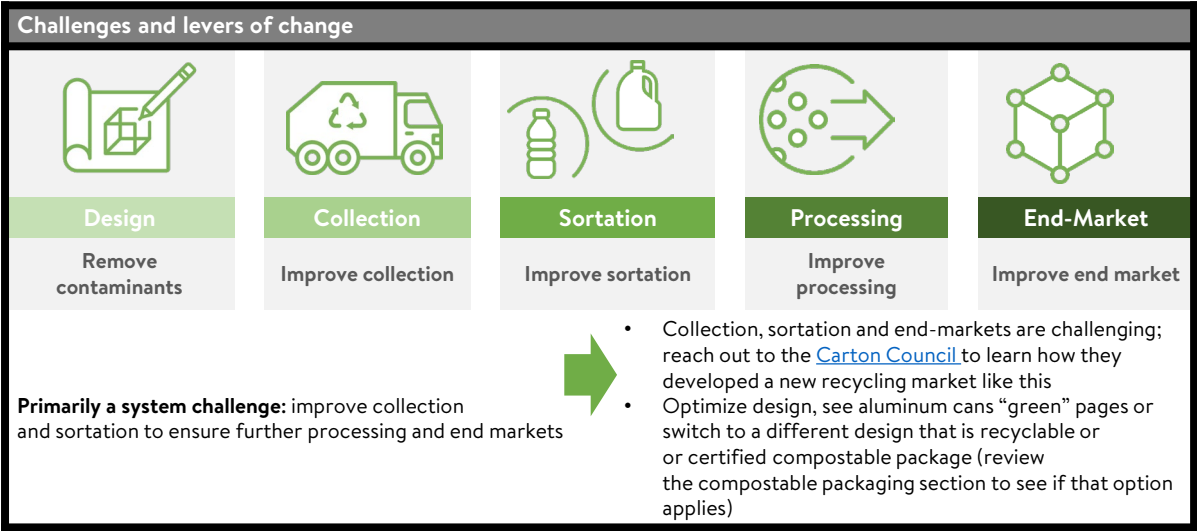 Challenges and levers of change
Design
Collection
Sortation
Processing
End-Market
Remove
contaminants
Improve collection
Improve sortation
Improve
processing
Improve end market
Primarily a system challenge: improve collection
and sortation to ensure further processing and end markets
• Collection, sortation and end-markets are challenging;
reach out to the Carton Council to learn how they
developed a new recycling market like this
• Optimize design, see aluminum cans “green” pages or
switch to a different design that is recyclable or
or certified compostable package (review
the compostable packaging section to see if that option
applies)